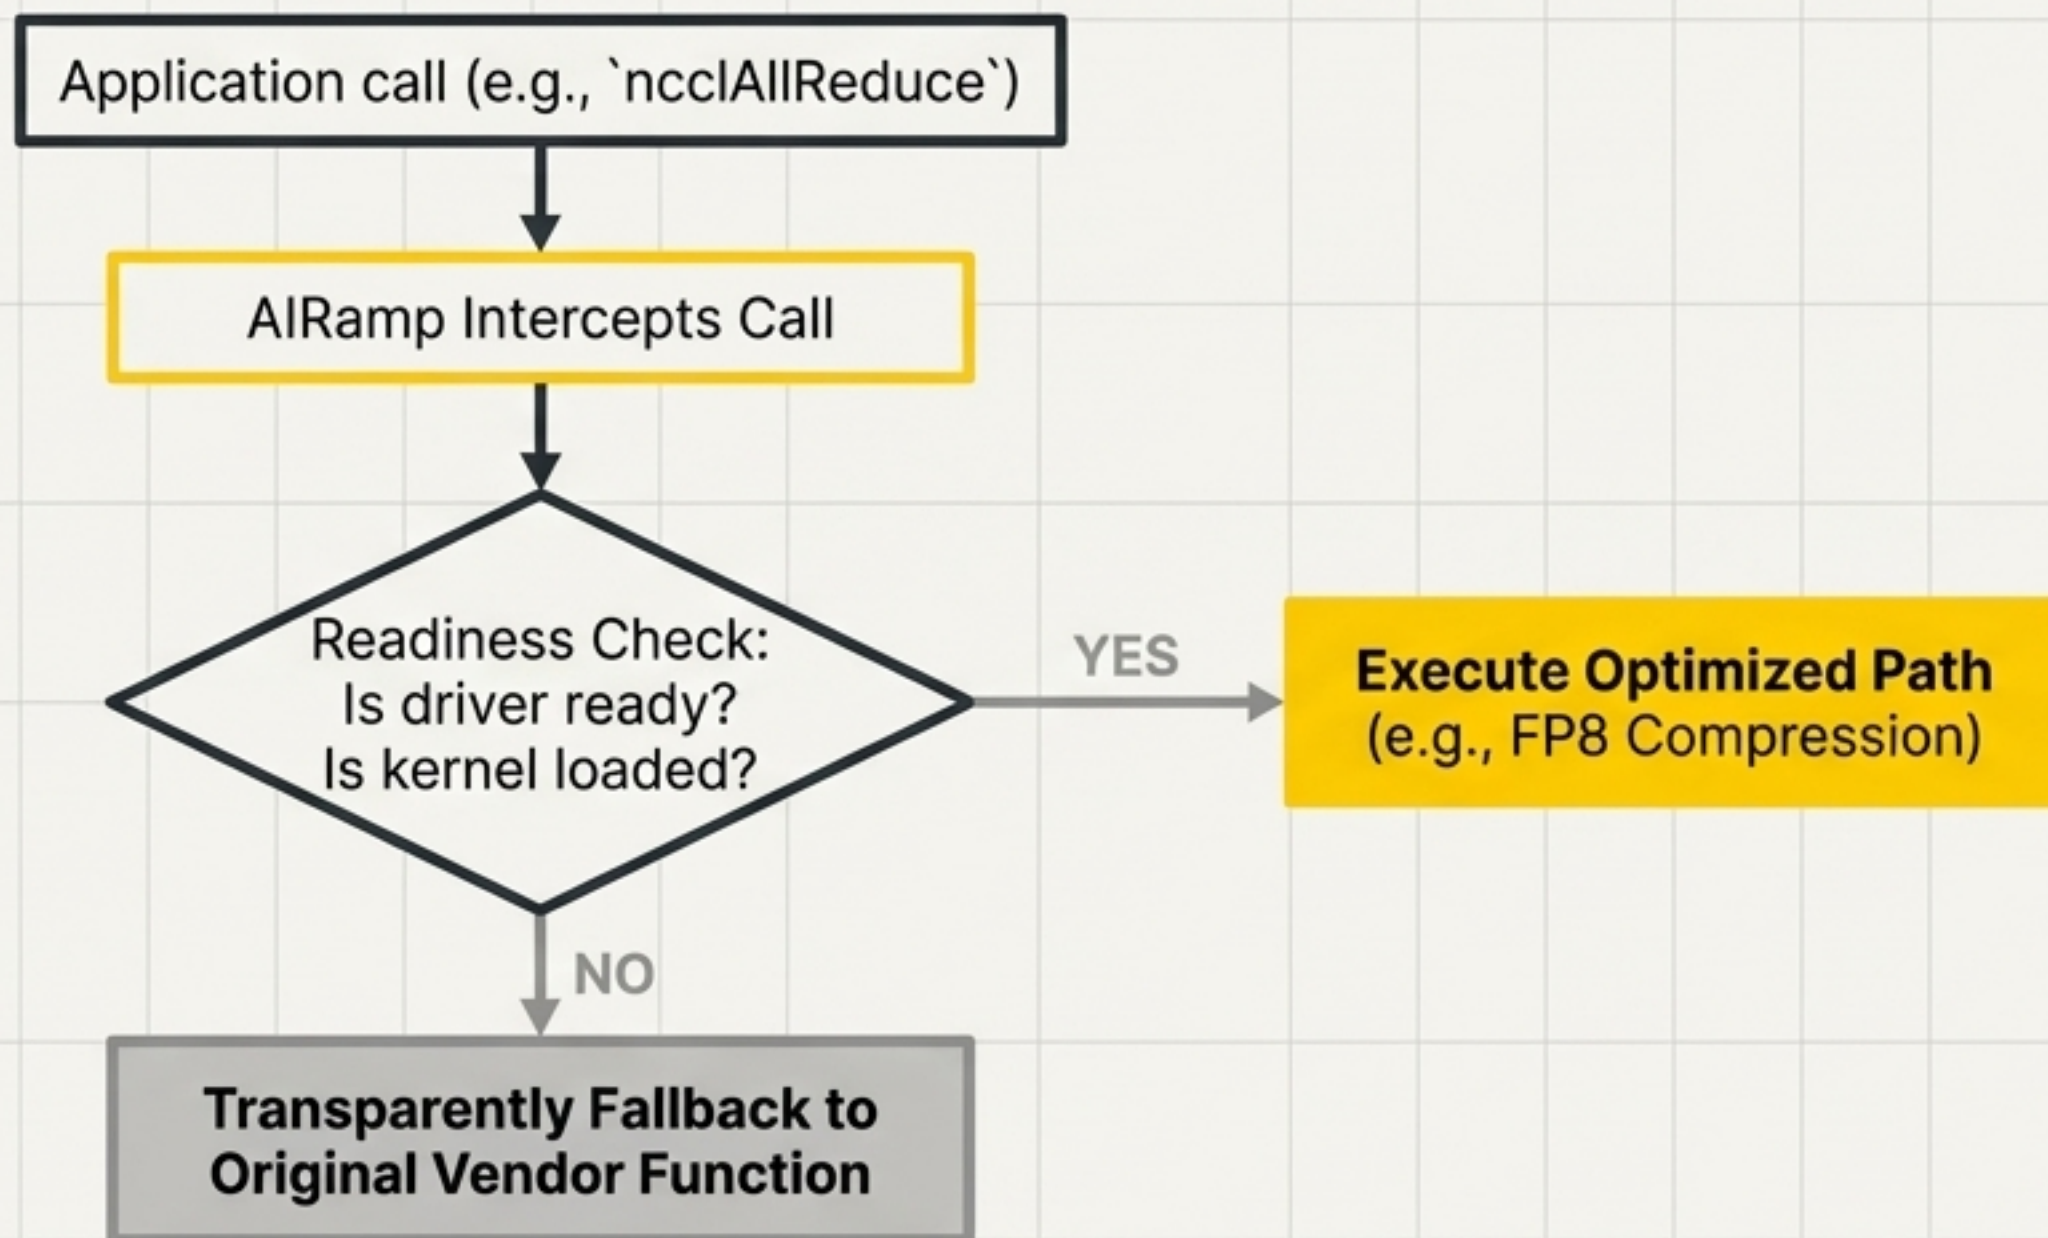 Application call (e.g., `ncclAllReduce`)
AIRamp Intercepts Call
Readiness Check:
Is driver ready?
Is kernel loaded?
YES
Execute Optimized Path
(e.g., FP8 Compression)
NO
Transparently Fallback to
Original Vendor Function